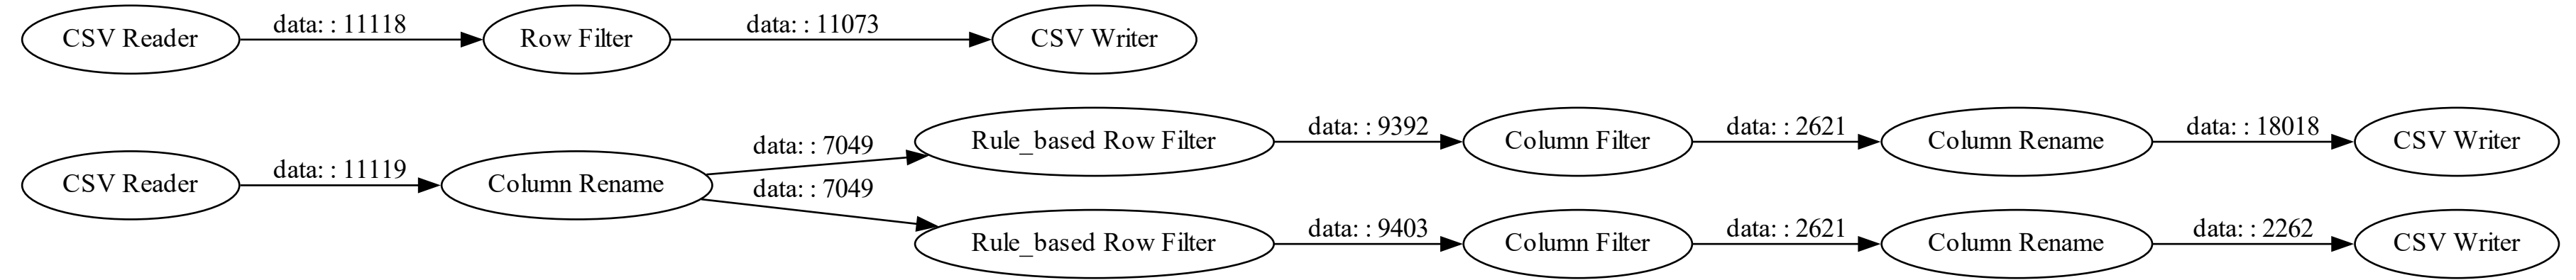 CSV Reader
data: : 11118
Row Filter
data: : 11073
CSV Writer
CSV Reader
data: : 11119
Column Rename
data: : 7049
Rule_based Row Filter
data: : 9392
Column Filter
data: : 2621
Column Rename
data: : 18018
CSV Writer
data: : 7049
Rule_based Row Filter
data: : 9403
Column Filter
data: : 2621
Column Rename
data: : 2262
CSV Writer